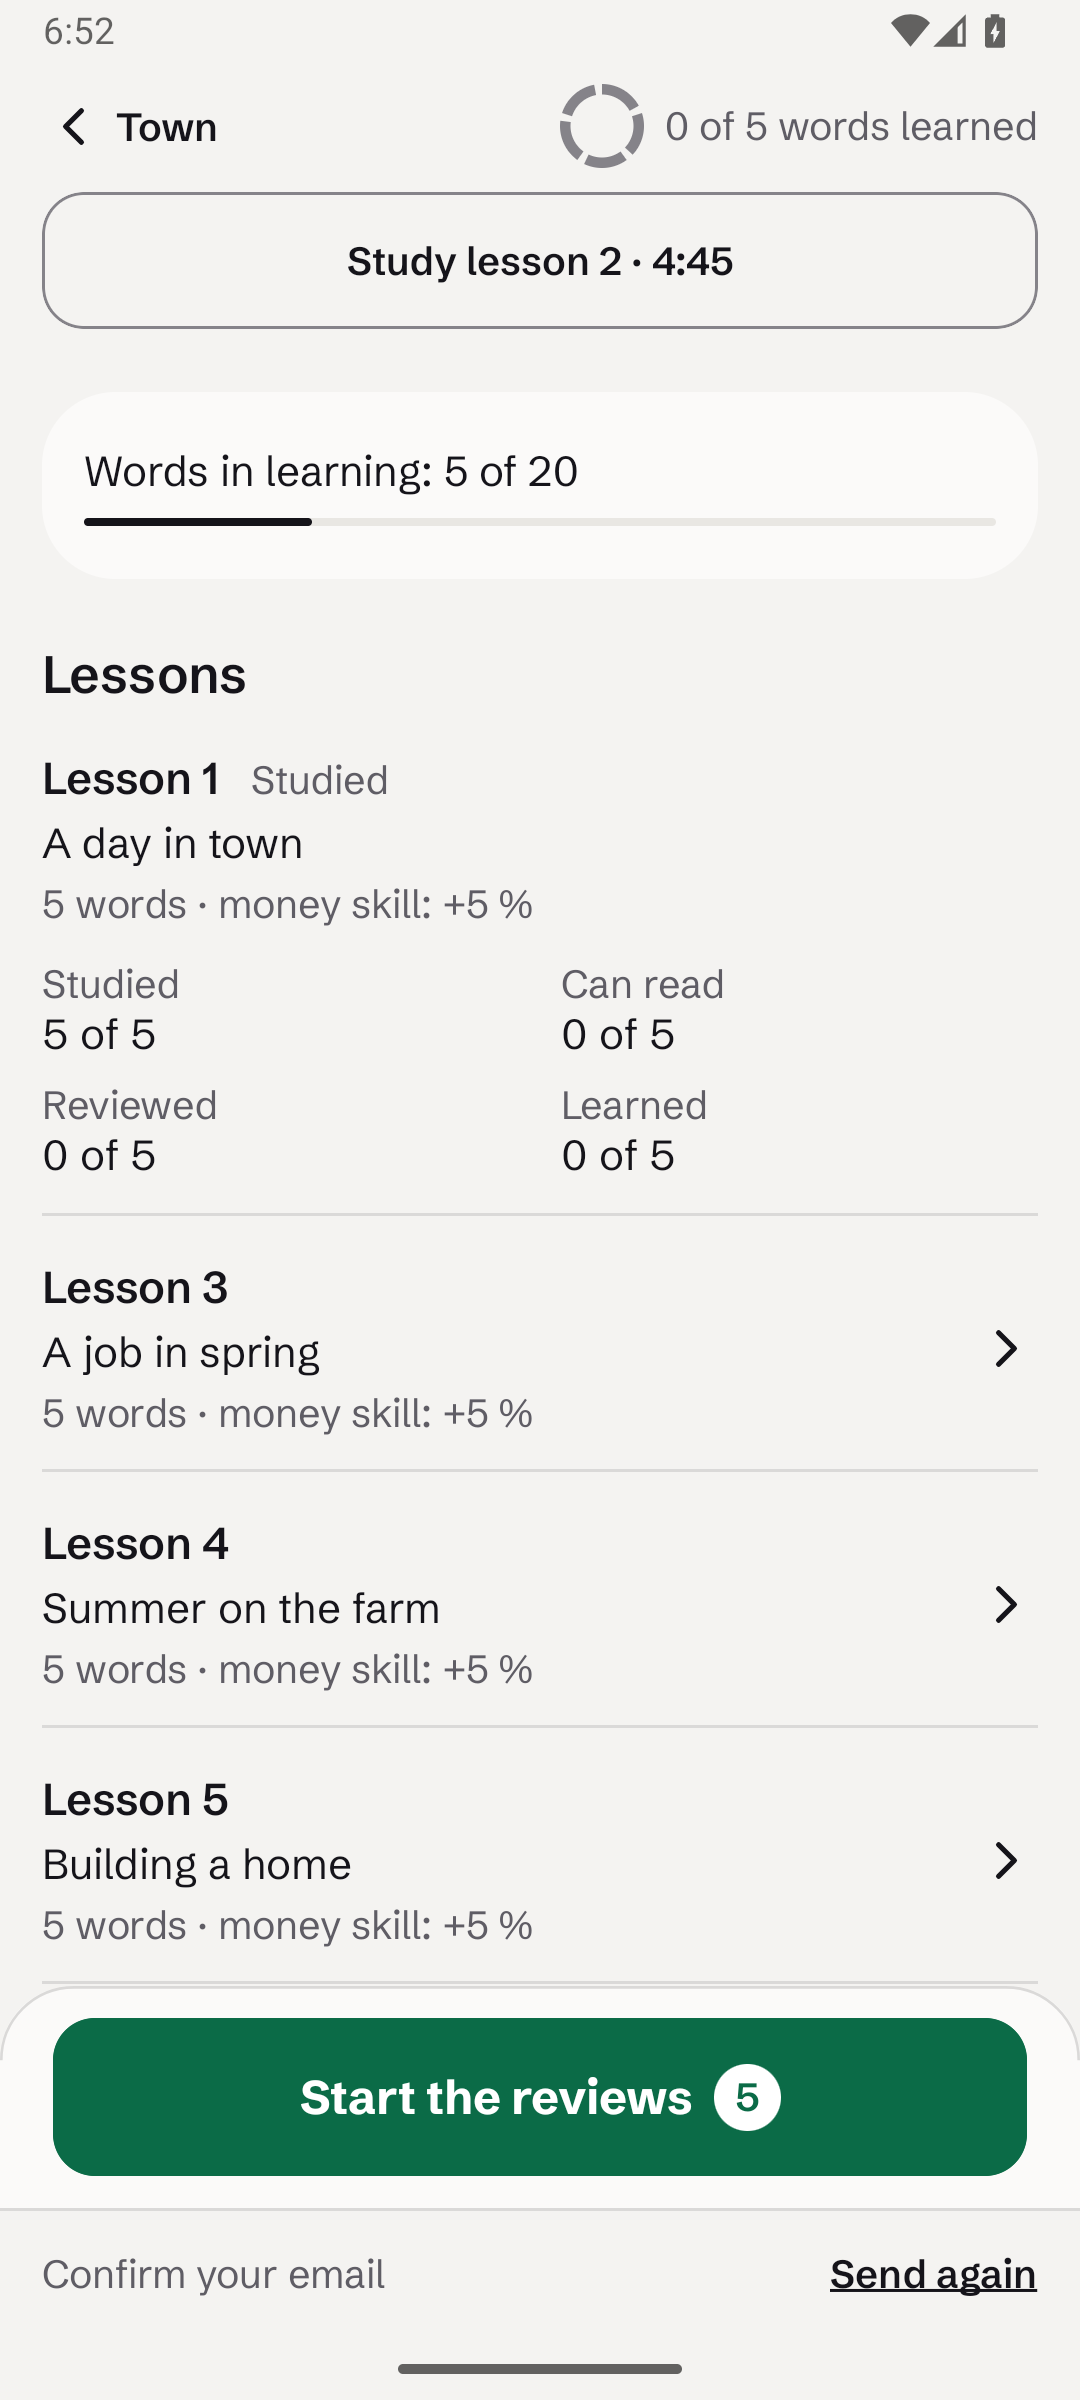 6:52
Town
0 of 5 words learned
Study lesson 2 · 4:45
Words in learning: 5 of 20
Lessons
Lesson 1 Studied
A day in town
5 words · money skill: +5 %
Studied
Can read
5 of 5
0 of 5
Reviewed
Learned
0 of 5
0 of 5
Lesson 3
A job in spring
5 words · money skill: +5 %
Lesson 4
Summer on the farm
5 words · money skill: +5 %
Lesson 5
Building a home
5 words · money skill: +5 %
Start the reviews 5
Confirm your email
Send again